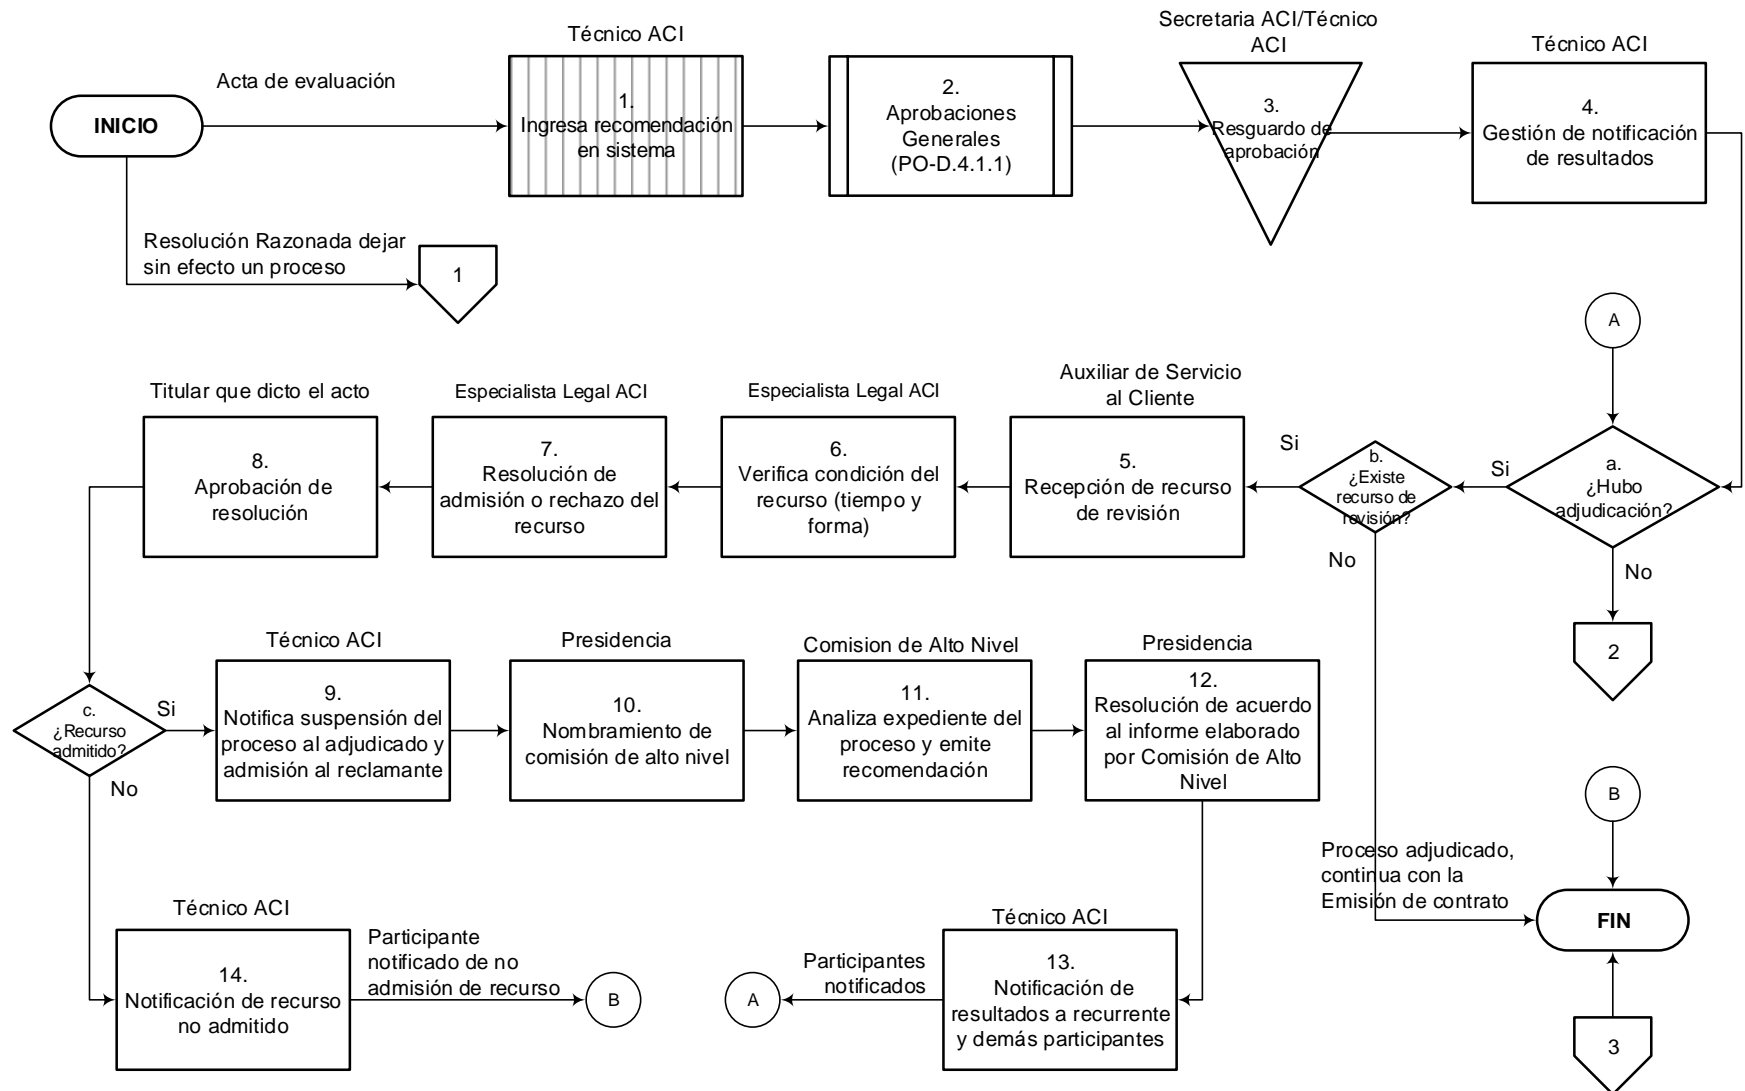 Técnico ACI
Acta de evaluación
INICIO
1.
Ingresa recomendación
en sistema
2.
Aprobaciones
Generales
(PO-D.4.1.1)
Secretaria ACI/Técnico
ACI
3.
Resguardo de
aprobación
Técnico ACI
4.
Gestión de notificación
de resultados
Resolución Razonada dejar
sin efecto un proceso
1
A
Titular que dicto el acto
8.
Aprobación de
resolución
Especialista Legal ACI
7.
Resolución de
admisión o rechazo del
recurso
Especialista Legal ACI
6.
Verifica condición del
recurso (tiempo y
forma)
Auxiliar de Servicio
al Cliente
5.
Recepción de recurso
de revisión
Si
b.
¿Existe
recurso de
revisión?
No
Si
a.
¿Hubo
adjudicación?
No
2
c.
¿Recurso
admitido?
Si
No
Técnico ACI
9.
Notifica suspensión del
proceso al adjudicado y
admisión al reclamante
Presidencia
10.
Nombramiento de
comisión de alto nivel
Comision de Alto Nivel
11.
Analiza expediente del
proceso y emite
recomendación
Presidencia
12.
Resolución de acuerdo
al informe elaborado
por Comisión de Alto
Nivel
B
Proceso adjudicado,
continua con la
Emisión de contrato
FIN
3
Técnico ACI
14.
Notificación de recurso
no admitido
Participante
notificado de no
admisión de recurso
B
A
Participantes
notificados
Técnico ACI
13.
Notificación de
resultados a recurrente
y demás participantes